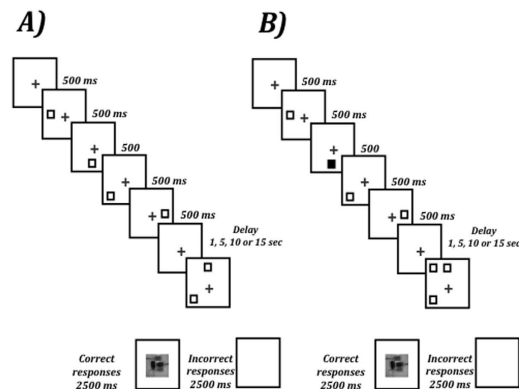 A)
B)
500 ms
500 ms
500
500 ms
500 ms
Delay
1, 5, 10 or 15 sec
500 ms
500 ms
500
500 ms
500 ms
Delay
1, 5, 10 or 15 sec
Correct
responses
2500 ms
Incorrect
responses
2500 ms
Correct
responses
2500 ms
Incorrect
responses
2500 ms